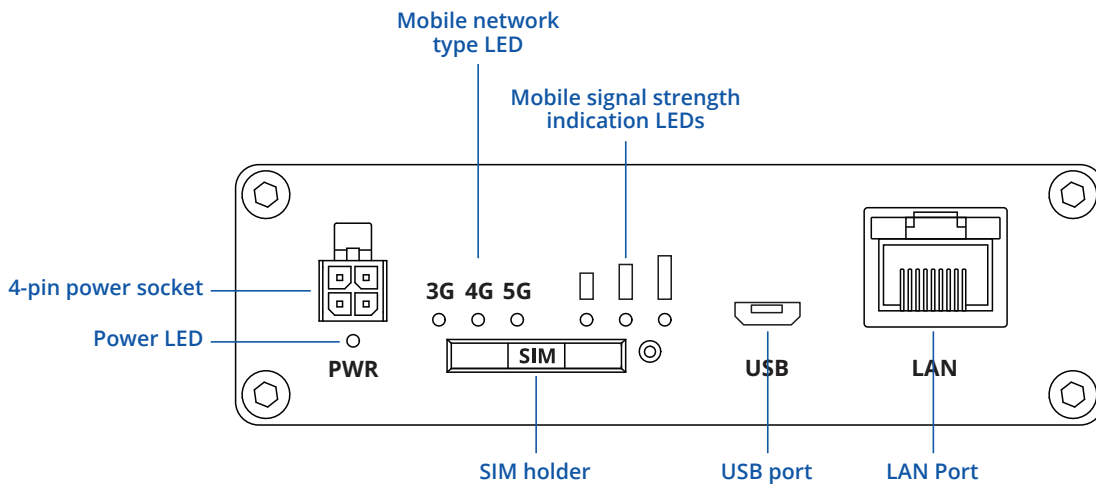 Mobile network
type LED
Mobile signal strength
indication LEDs
4-pin power socket
3G 4G 5G
Power LED
PWR
SIM
USB
LAN
SIM holder
USB port
LAN Port